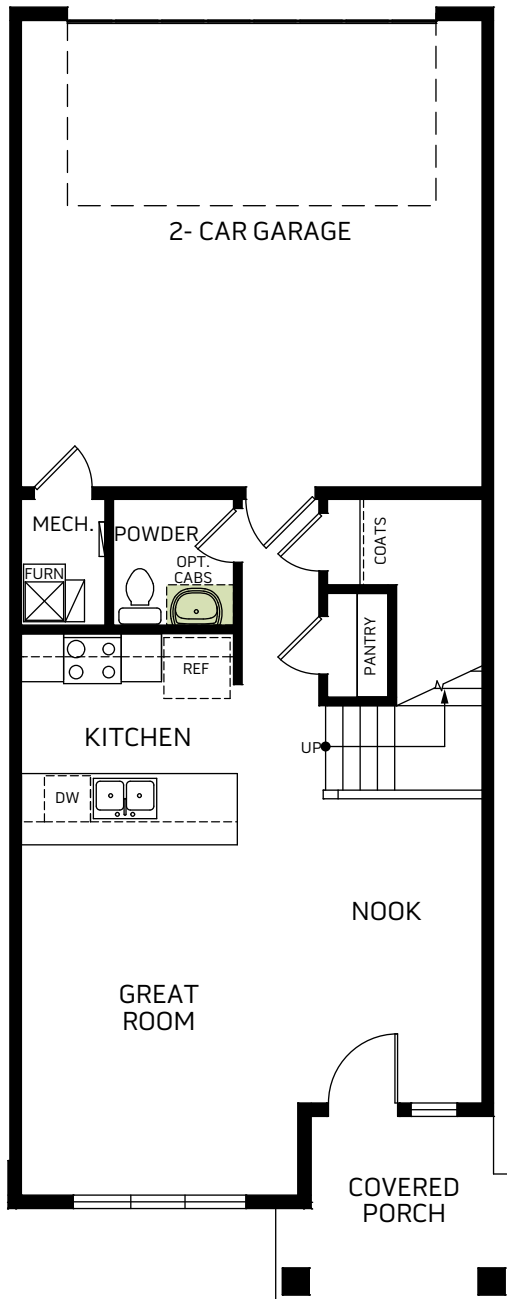 2- CAR GARAGE
MECH.
POWDER
COATS
OPT.
CABS
FURN
PANTRY
REF
KITCHEN
UP
DW
NOOK
GREAT
ROOM
COVERED
PORCH